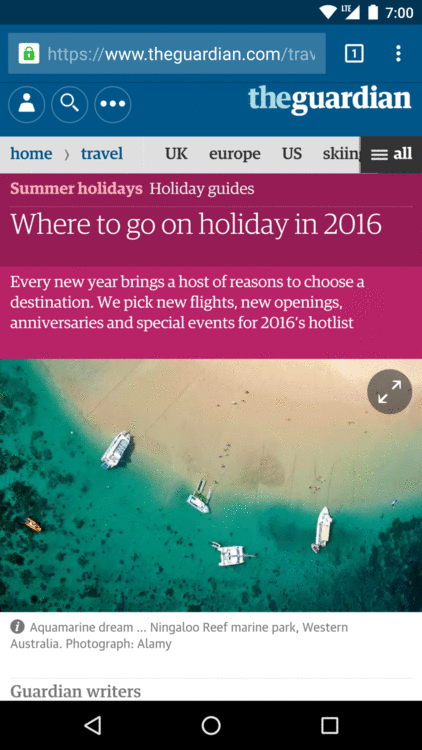 LTE 7:00
https://www.theguardian.com/trav
1
theguardian
home › travel UK europe US skiing all
Summer holidays Holiday guides
Where to go on holiday in 2016
Every new year brings a host of reasons to choose a
destination. We pick new flights, new openings,
anniversaries and special events for 2016's hotlist
Aquamarine dream ... Ningaloo Reef marine park, Western
Australia. Photograph: Alamy
Guardian writers